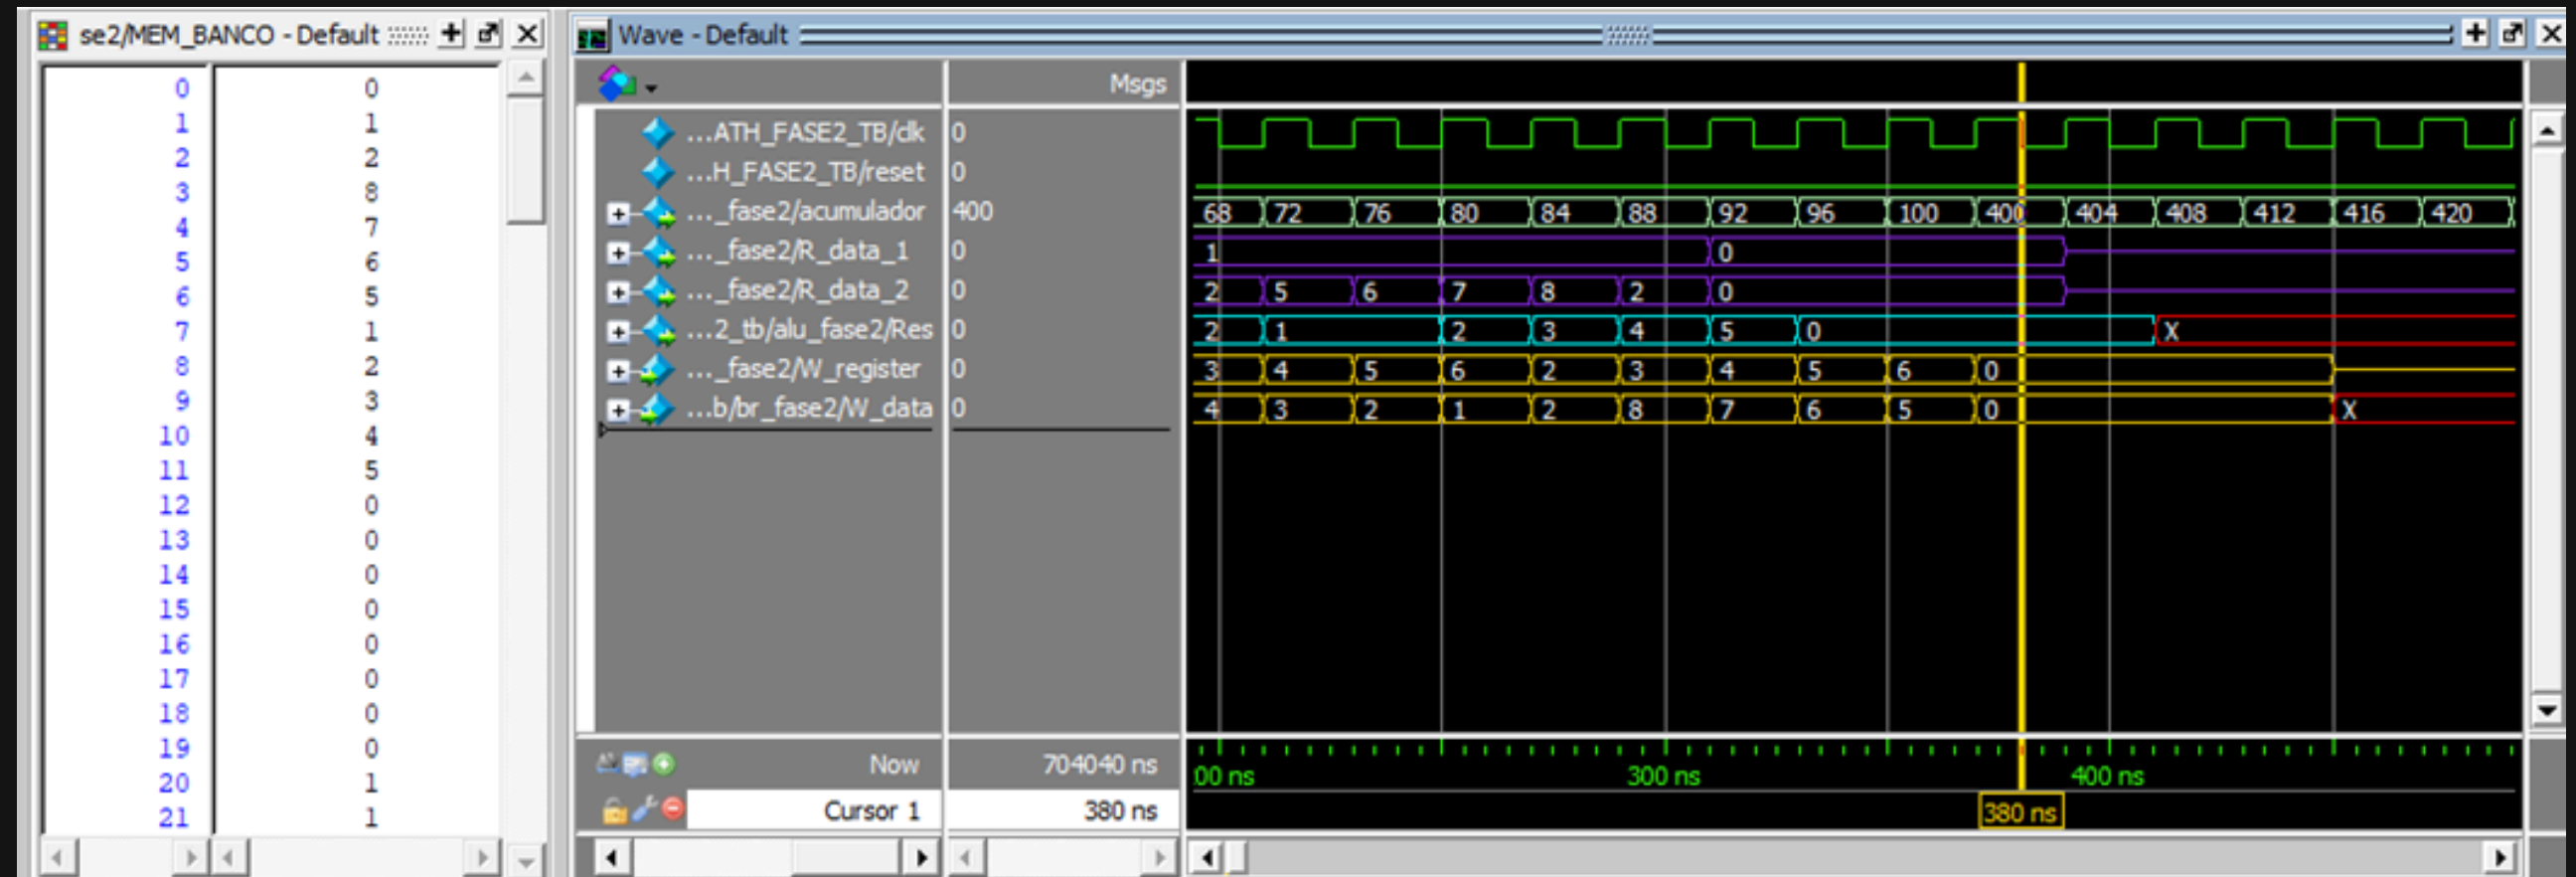 se2/MEM_BANCO - Default
0 0
1 1
2 2
3 8
4 7
5 6
6 5
7 1
8 2
9 3
10 4
11 5
12 0
13 0
14 0
15 0
16 0
17 0
18 0
19 0
20 1
21 1
Wave - Default
Msgs
...ATH_FASE2_TB/clk 0
...H_FASE2_TB/reset 0
..._fase2/acumulador 400 68 72 76 80 84 88 92 96 100 400 404 408 412 416 420
..._fase2/R_data_1 0 1 0
..._fase2/R_data_2 0 2 5 6 7 8 2 0
...2_tb/alu_fase2/Res 0 2 1 2 3 4 5 0 X
..._fase2/W_register 0 3 4 5 6 2 3 4 5 6 0
...b/br_fase2/W_data 0 4 3 2 1 2 8 7 6 5 0 X
Now 704040 ns 00 ns 300 ns 400 ns
Cursor 1 380 ns 380 ns